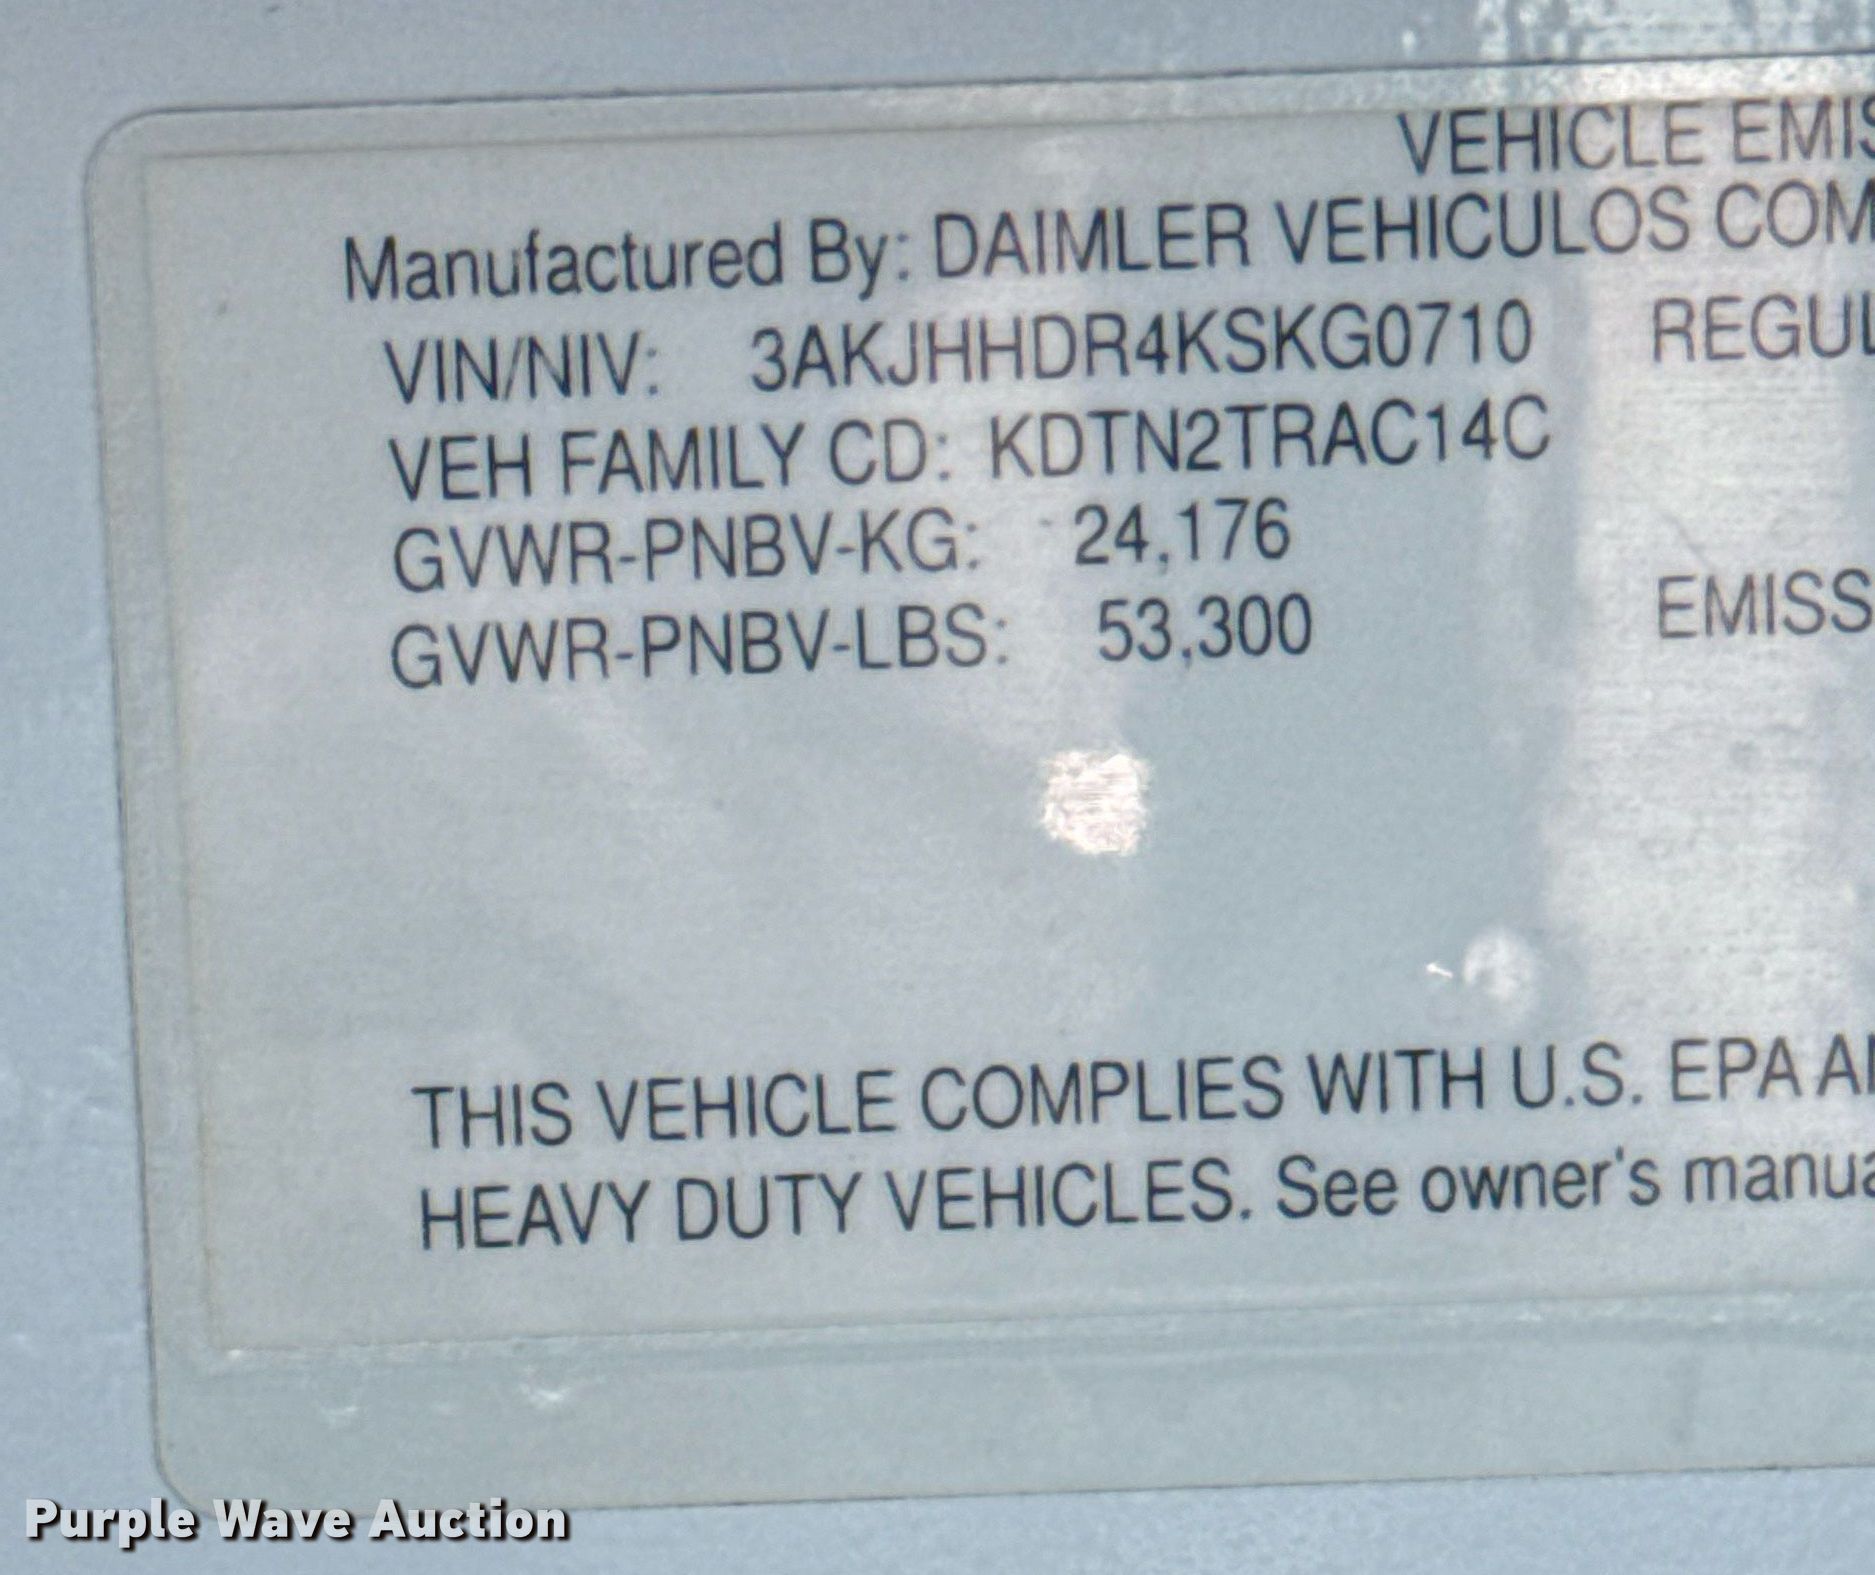 VEHICLE EMIS
Manufactured By: DAIMLER VEHICULOS COM
VIN/NIV: 3AKJHHDR4KSKG0710 REGUL
VEH FAMILY CD: KDTN2TRAC14C
GVWR-PNBV-KG: 24,176
GVWR-PNBV-LBS: 53,300 EMISS
THIS VEHICLE COMPLIES WITH U.S. EPA AN
HEAVY DUTY VEHICLES. See owner's manua
Purple Wave Auction